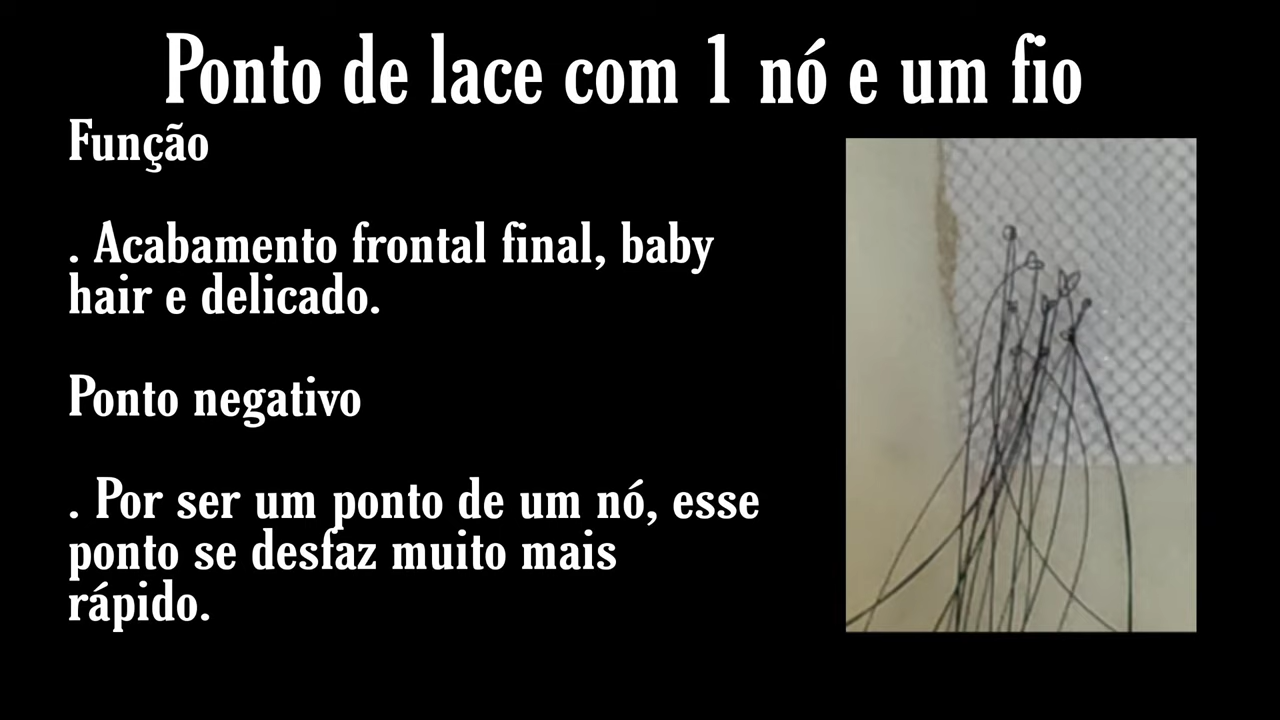 Ponto de lace com 1 nó e um fio
Função
. Acabamento frontal final, baby
hair e delicado.
Ponto negativo
. Por ser um ponto de um nó, esse
ponto se desfaz muito mais
rápido.